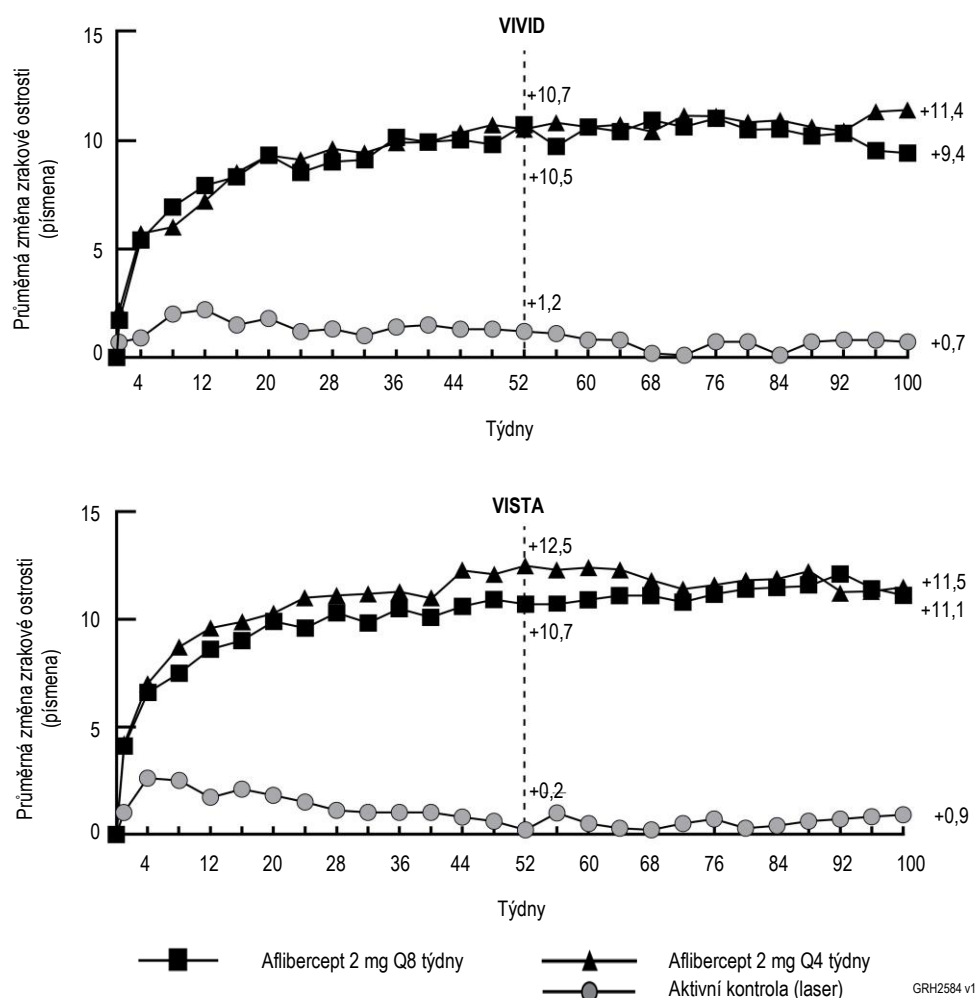 VIVID
Průměrná změna zrakové ostrosti
(písmena)
15
10
5
0
+10,7
+10,5
+1,2
+11,4
+9,4
+0,7
4 12 20 28 36 44 52 60 68 76 84 92 100
Týdny
VISTA
Průměrná změna zrakové ostrosti
(písmena)
15
10
5
0
+12,5
+10,7
+0,2
+11,5
+11,1
+0,9
4 12 20 28 36 44 52 60 68 76 84 92 100
Týdny
Aflibercept 2 mg Q8 týdny
Aflibercept 2 mg Q4 týdny
Aktivní kontrola (laser)
GRH2584 v1